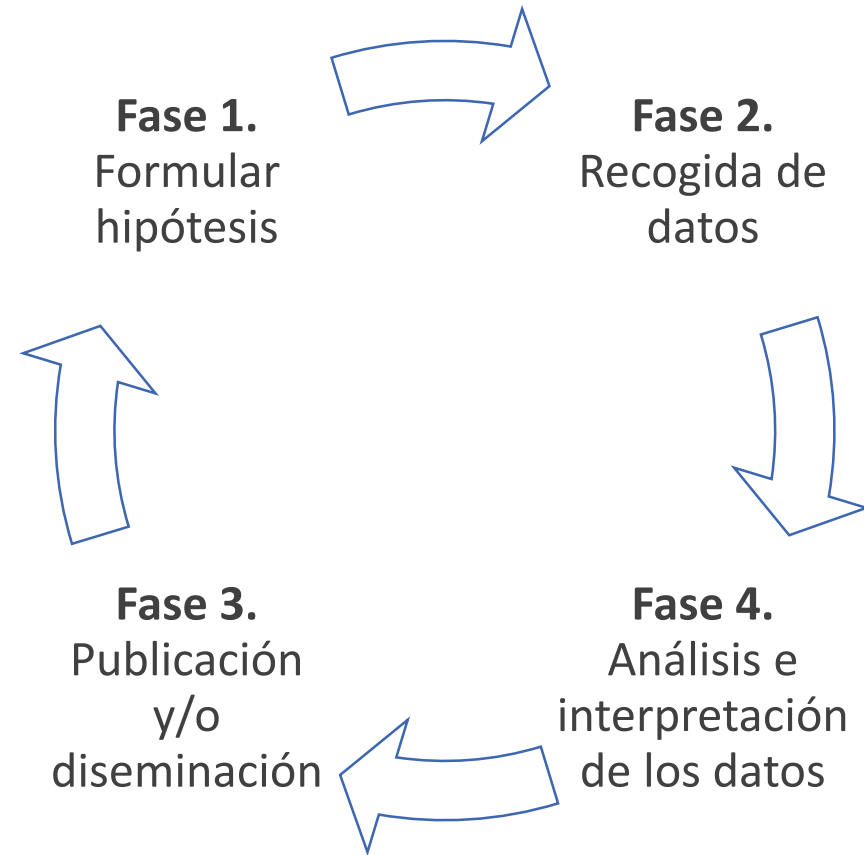 Fase 1.
Formular
hipótesis
Fase 2.
Recogida de
datos
Fase 3.
Publicación
y/o
diseminación
Fase 4.
Análisis e
interpretación
de los datos